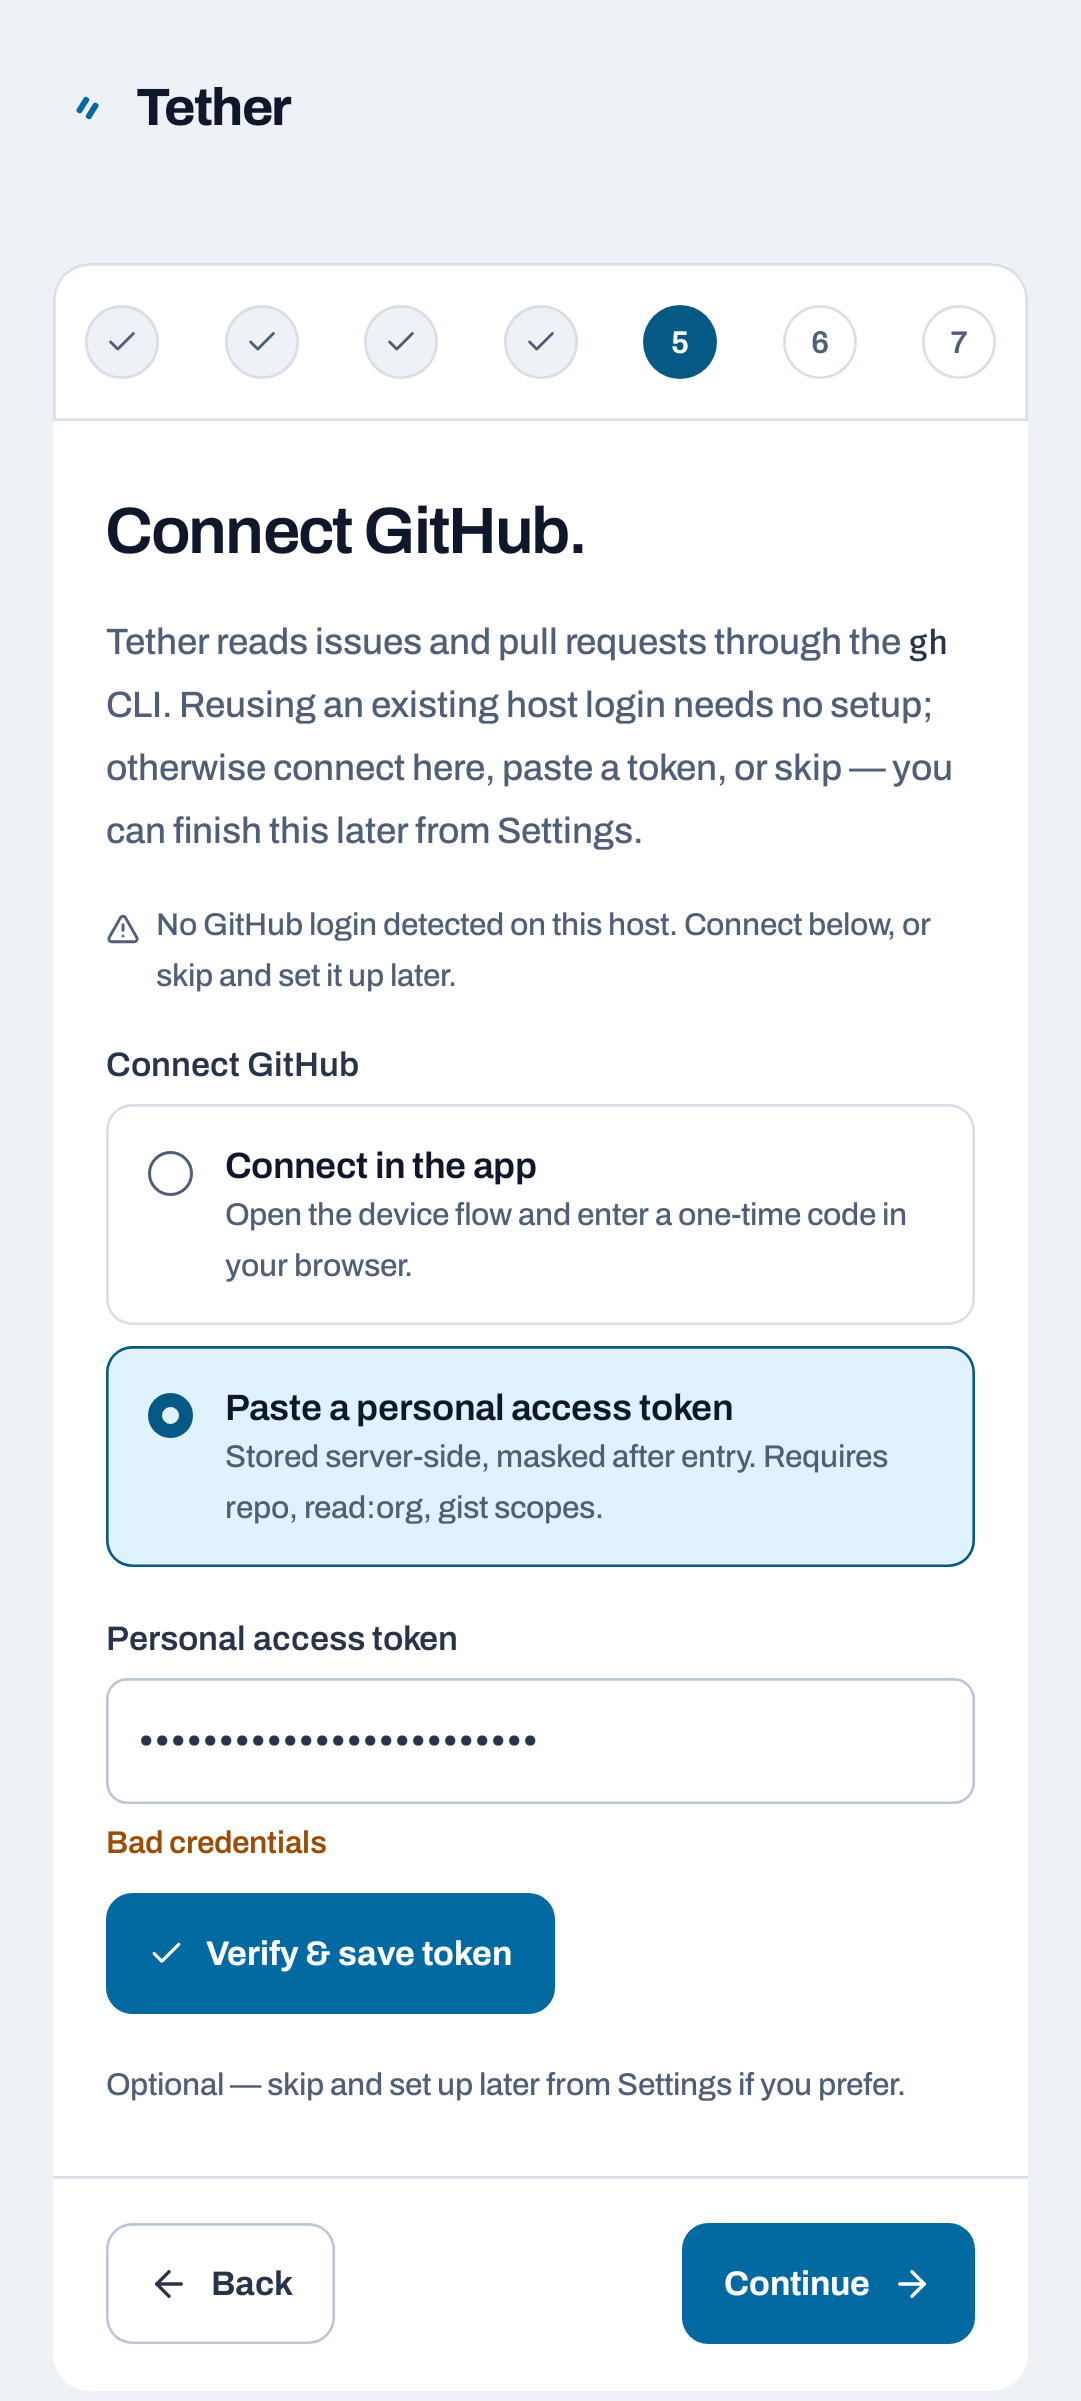 Tether
5
6
7
Connect GitHub.
Tether reads issues and pull requests through the gh
CLI. Reusing an existing host login needs no setup;
otherwise connect here, paste a token, or skip — you
can finish this later from Settings.
No GitHub login detected on this host. Connect below, or
skip and set it up later.
Connect GitHub
Connect in the app
Open the device flow and enter a one-time code in
your browser.
Paste a personal access token
Stored server-side, masked after entry. Requires
repo, read:org, gist scopes.
Personal access token
•••••••••••••••••••••••••
Bad credentials
Verify & save token
Optional — skip and set up later from Settings if you prefer.
Back
Continue